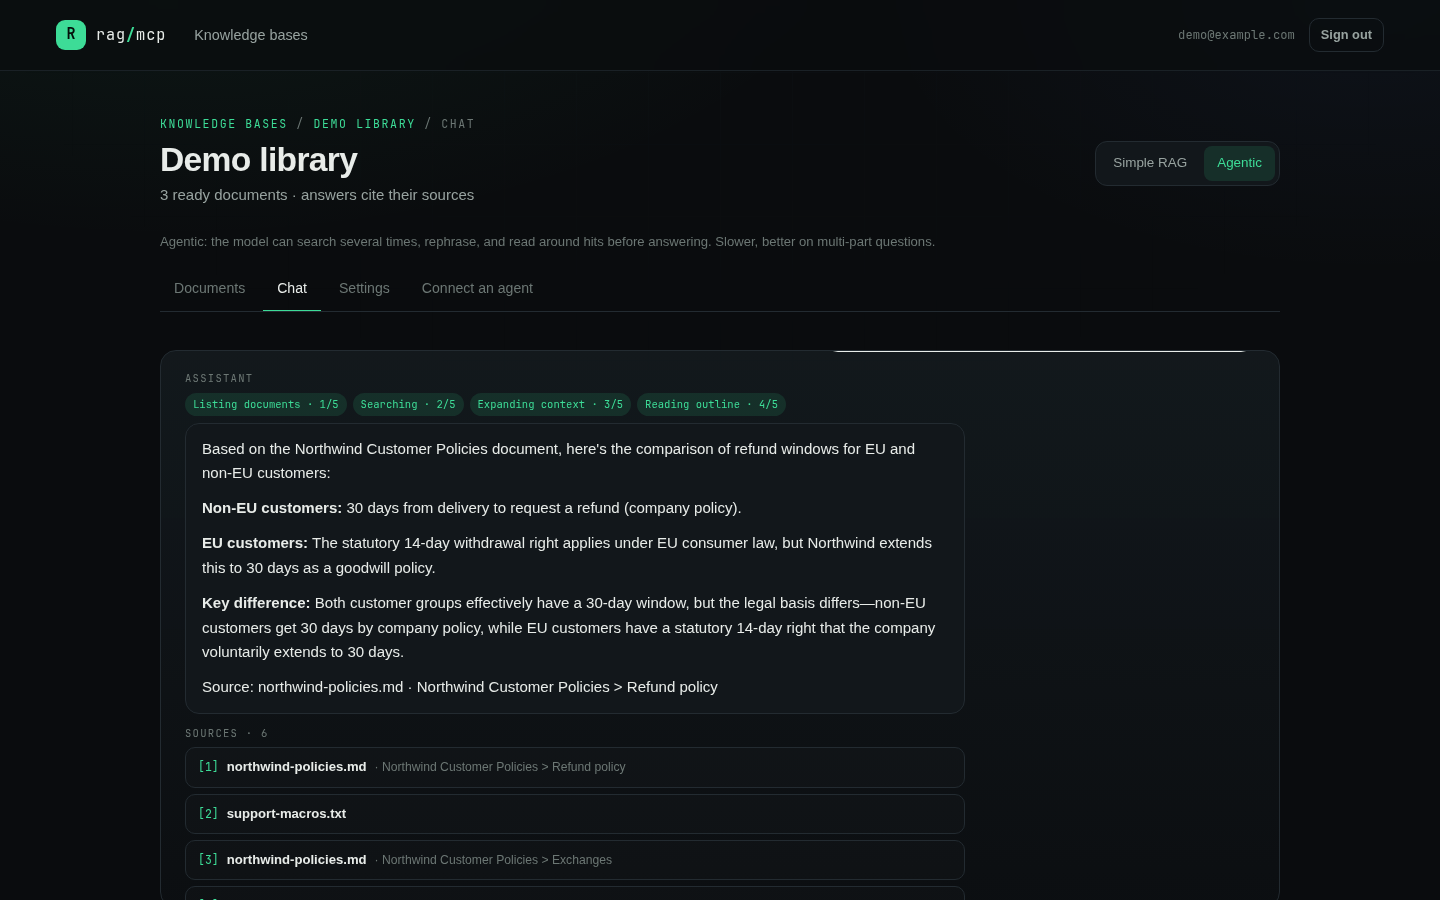 R rag/mcp Knowledge bases demo@example.com Sign out
KNOWLEDGE BASES / DEMO LIBRARY / CHAT
Demo library
3 ready documents · answers cite their sources
Simple RAG Agentic
Agentic: the model can search several times, rephrase, and read around hits before answering. Slower, better on multi-part questions.
Documents Chat Settings Connect an agent
ASSISTANT
Listing documents · 1/5 Searching · 2/5 Expanding context · 3/5 Reading outline · 4/5
Based on the Northwind Customer Policies document, here's the comparison of refund windows for EU and
non-EU customers:
Non-EU customers: 30 days from delivery to request a refund (company policy).
EU customers: The statutory 14-day withdrawal right applies under EU consumer law, but Northwind extends
this to 30 days as a goodwill policy.
Key difference: Both customer groups effectively have a 30-day window, but the legal basis differs—non-EU
customers get 30 days by company policy, while EU customers have a statutory 14-day right that the company
voluntarily extends to 30 days.
Source: northwind-policies.md · Northwind Customer Policies > Refund policy
SOURCES · 6
[1] northwind-policies.md · Northwind Customer Policies > Refund policy
[2] support-macros.txt
[3] northwind-policies.md · Northwind Customer Policies > Exchanges